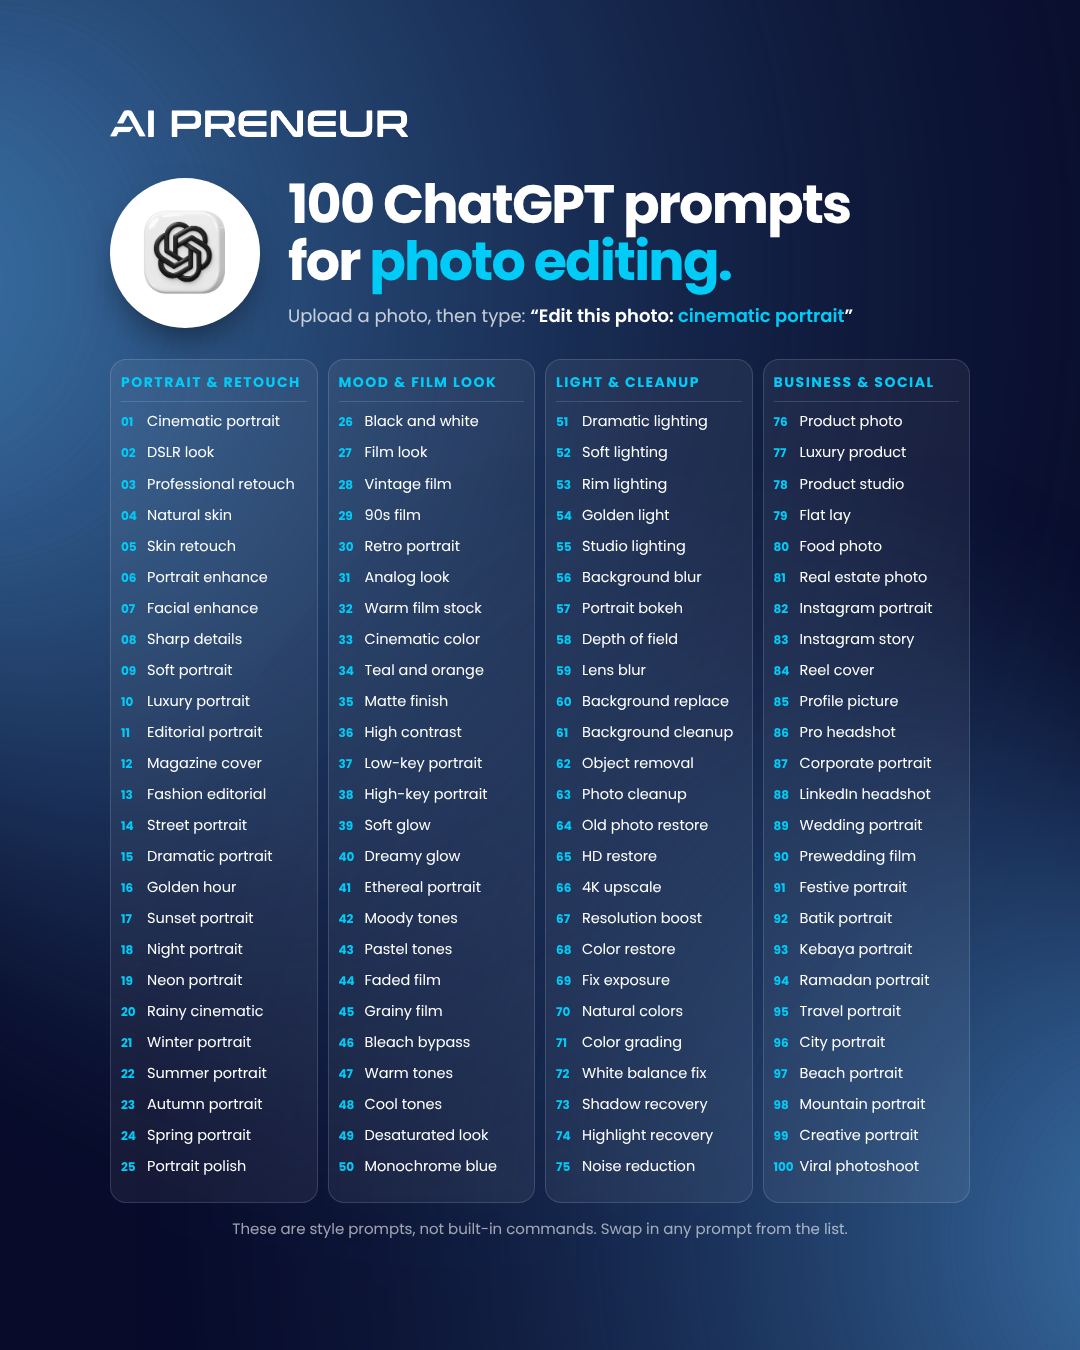 AI PRENEUR
100 ChatGPT prompts
for photo editing.
Upload a photo, then type: “Edit this photo: cinematic portrait”
PORTRAIT & RETOUCH
01 Cinematic portrait
02 DSLR look
03 Professional retouch
04 Natural skin
05 Skin retouch
06 Portrait enhance
07 Facial enhance
08 Sharp details
09 Soft portrait
10 Luxury portrait
11 Editorial portrait
12 Magazine cover
13 Fashion editorial
14 Street portrait
15 Dramatic portrait
16 Golden hour
17 Sunset portrait
18 Night portrait
19 Neon portrait
20 Rainy cinematic
21 Winter portrait
22 Summer portrait
23 Autumn portrait
24 Spring portrait
25 Portrait polish
MOOD & FILM LOOK
26 Black and white
27 Film look
28 Vintage film
29 90s film
30 Retro portrait
31 Analog look
32 Warm film stock
33 Cinematic color
34 Teal and orange
35 Matte finish
36 High contrast
37 Low-key portrait
38 High-key portrait
39 Soft glow
40 Dreamy glow
41 Ethereal portrait
42 Moody tones
43 Pastel tones
44 Faded film
45 Grainy film
46 Bleach bypass
47 Warm tones
48 Cool tones
49 Desaturated look
50 Monochrome blue
LIGHT & CLEANUP
51 Dramatic lighting
52 Soft lighting
53 Rim lighting
54 Golden light
55 Studio lighting
56 Background blur
57 Portrait bokeh
58 Depth of field
59 Lens blur
60 Background replace
61 Background cleanup
62 Object removal
63 Photo cleanup
64 Old photo restore
65 HD restore
66 4K upscale
67 Resolution boost
68 Color restore
69 Fix exposure
70 Natural colors
71 Color grading
72 White balance fix
73 Shadow recovery
74 Highlight recovery
75 Noise reduction
BUSINESS & SOCIAL
76 Product photo
77 Luxury product
78 Product studio
79 Flat lay
80 Food photo
81 Real estate photo
82 Instagram portrait
83 Instagram story
84 Reel cover
85 Profile picture
86 Pro headshot
87 Corporate portrait
88 LinkedIn headshot
89 Wedding portrait
90 Prewedding film
91 Festive portrait
92 Batik portrait
93 Kebaya portrait
94 Ramadan portrait
95 Travel portrait
96 City portrait
97 Beach portrait
98 Mountain portrait
99 Creative portrait
100 Viral photoshoot
These are style prompts, not built-in commands. Swap in any prompt from the list.